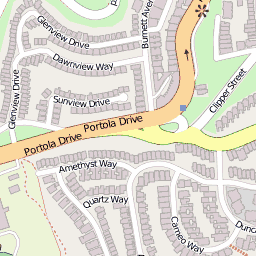 Glenview Drive
Burnett Aven
Dawnview Way
Glenview Drive
Sunview Drive
Clipper Street
Portola Drive
Portola Drive
Amethyst Way
Quartz Way
Cameo Way
Dunc